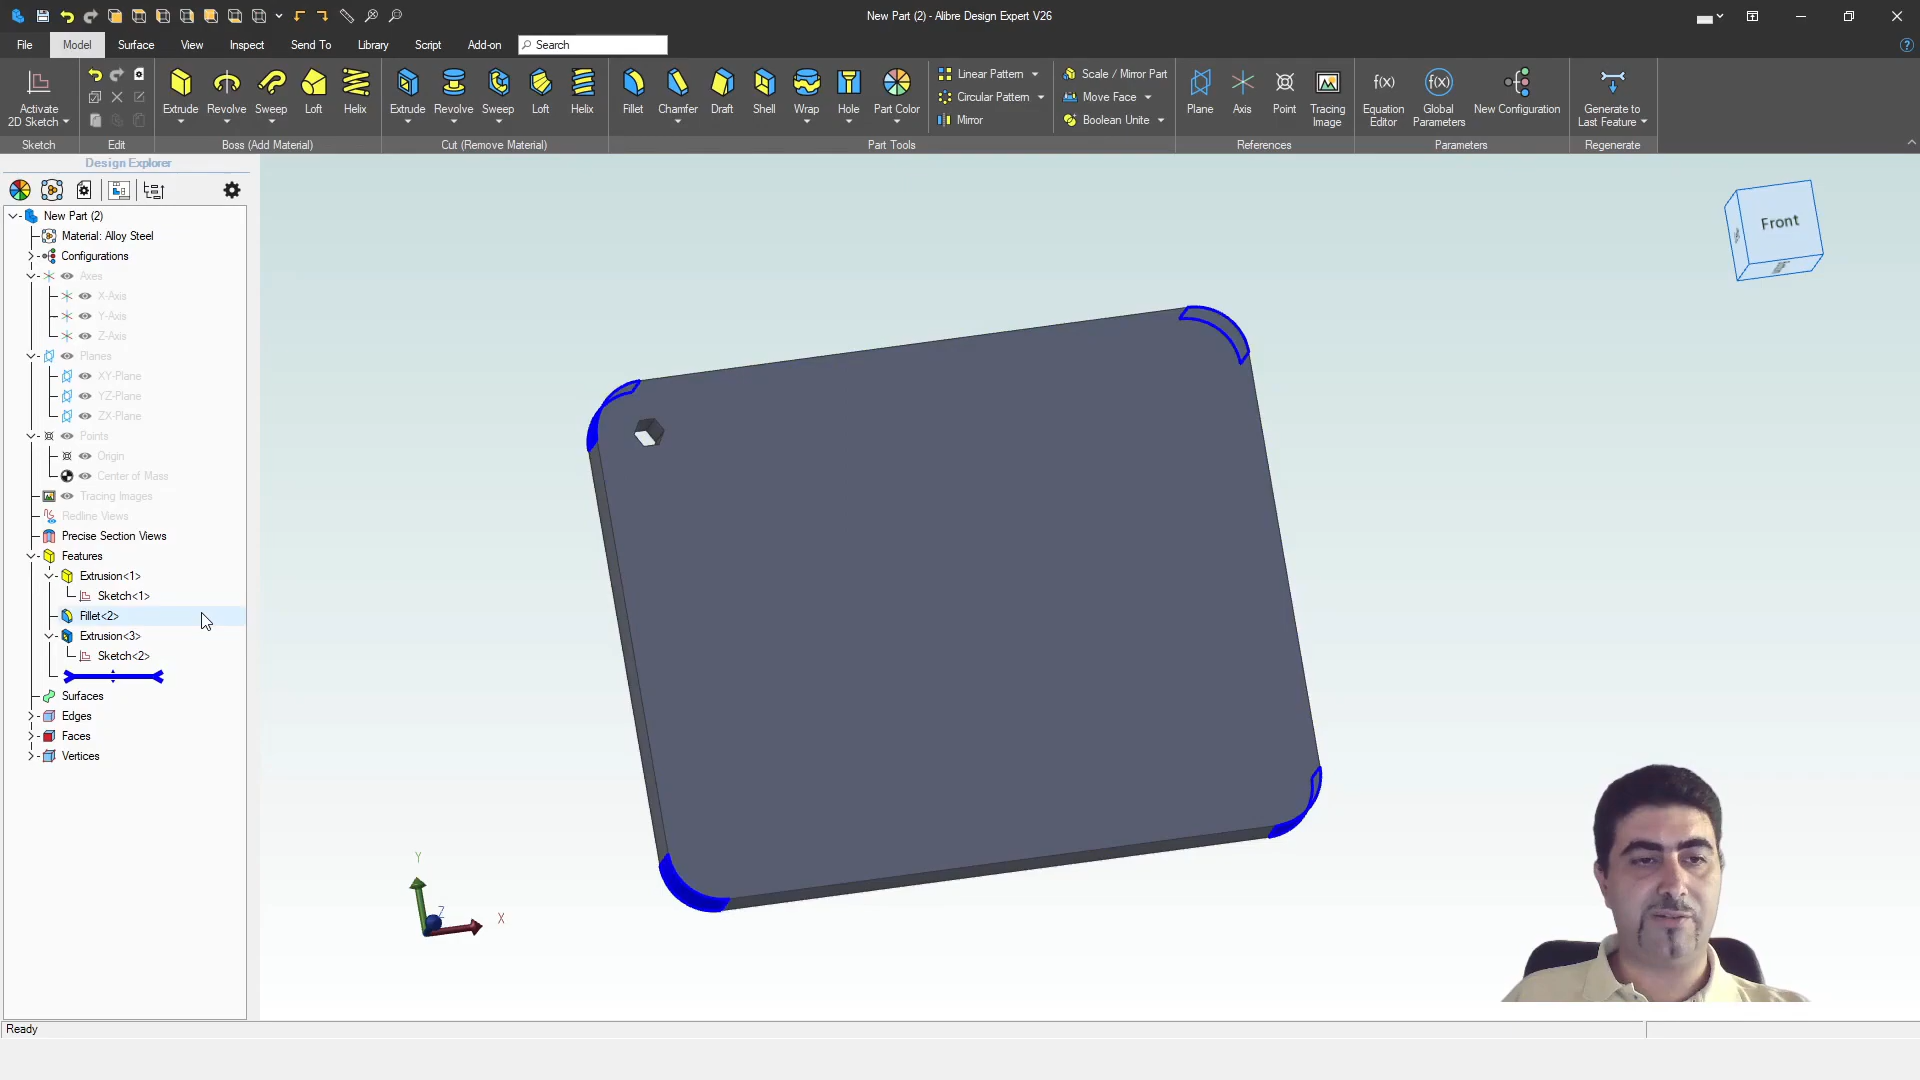 New Part (2) - Alibre Design Expert V26
File Model Surface View Inspect Send To Library Script Add-on Search
Activate
2D Sketch
Extrude Revolve Sweep Loft Helix
Extrude Revolve Sweep Loft Helix
Fillet Chamfer Draft Shell Wrap Hole Part Color
Linear Pattern
Circular Pattern
Mirror
Scale / Mirror Part
Move Face
Boolean Unite
Plane Axis Point Tracing
Image
Equation
Editor
Global
Parameters
New Configuration
Generate to
Last Feature
Sketch Edit Boss (Add Material) Cut (Remove Material) Part Tools References Parameters Regenerate
Design Explorer
New Part (2)
Material: Alloy Steel
Configurations
Axes
X-Axis
Y-Axis
Z-Axis
Planes
XY-Plane
YZ-Plane
ZX-Plane
Points
Origin
Center of Mass
Tracing Images
Redline Views
Precise Section Views
Features
Extrusion<1>
Sketch<1>
Fillet<2>
Extrusion<3>
Sketch<2>
Surfaces
Edges
Faces
Vertices
Front
Y
Z
X
Ready